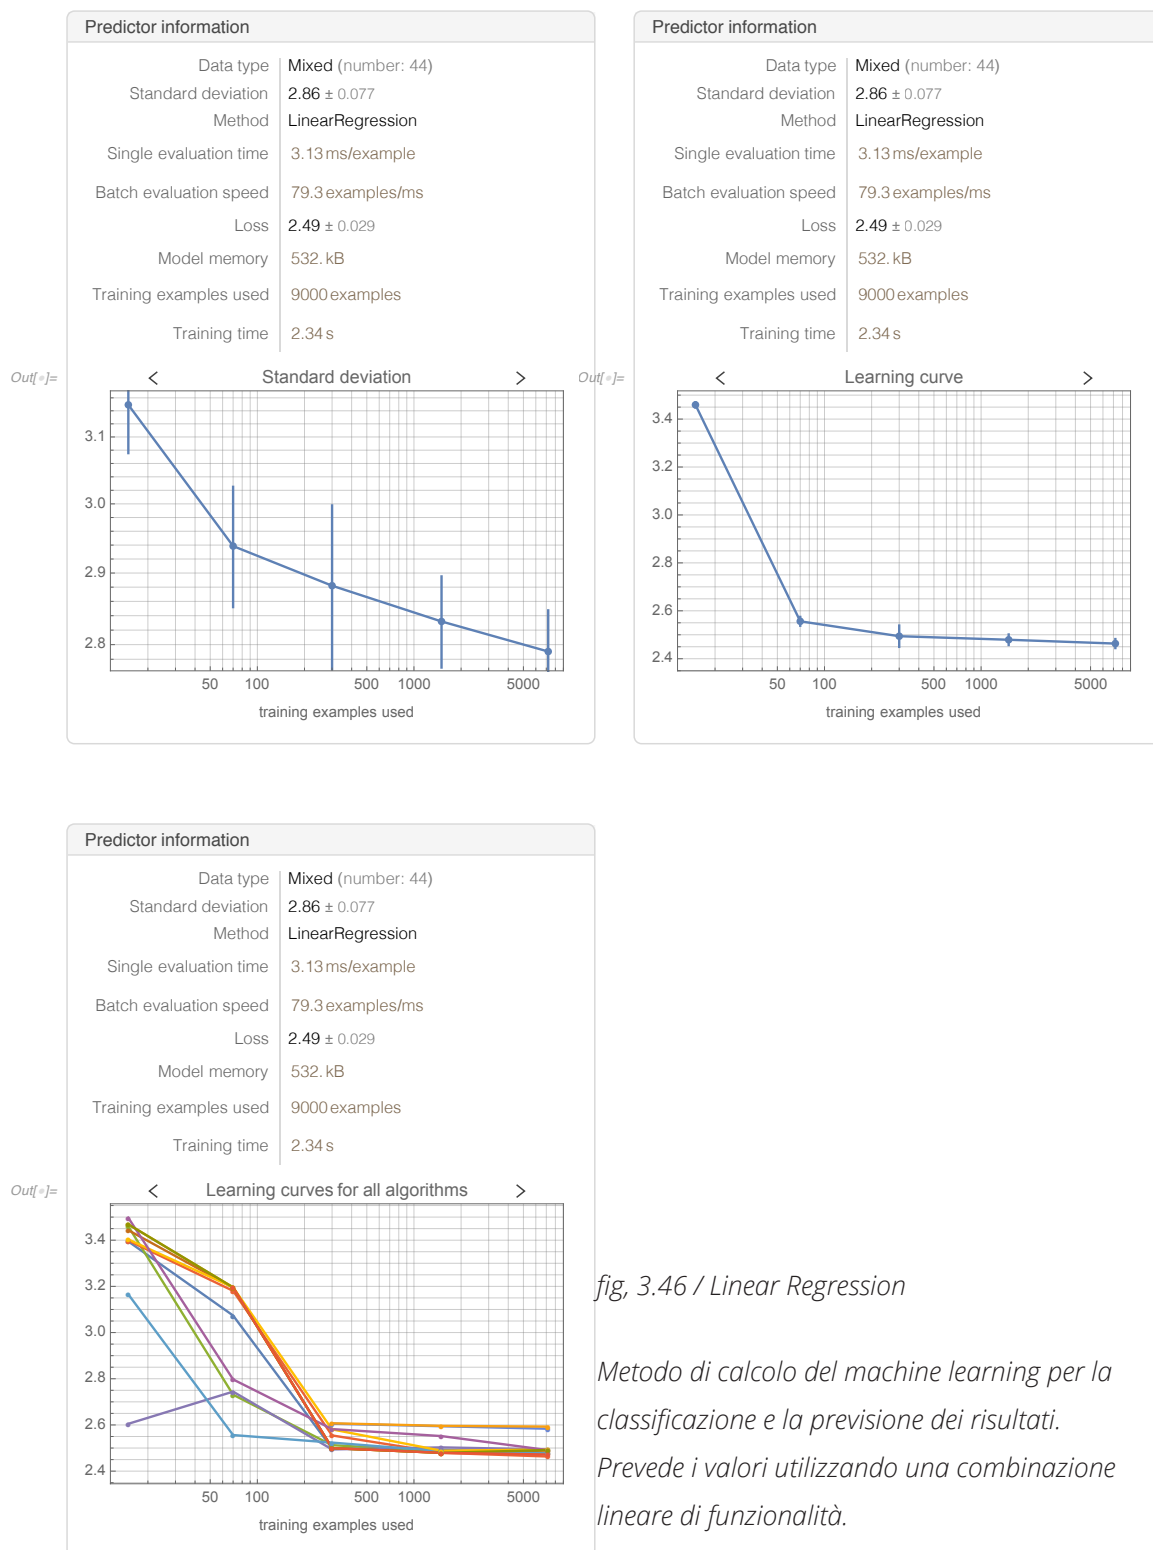 Predictor information
Data type Mixed (number: 44)
Standard deviation 2.86 ± 0.077
Method LinearRegression
Single evaluation time 3.13 ms/example
Batch evaluation speed 79.3 examples/ms
Loss 2.49 ± 0.029
Model memory 532. kB
Training examples used 9000 examples
Training time 2.34 s
Out[•]=
< Standard deviation >
3.1
3.0
2.9
2.8
50 100 500 1000 5000
training examples used
Predictor information
Data type Mixed (number: 44)
Standard deviation 2.86 ± 0.077
Method LinearRegression
Single evaluation time 3.13 ms/example
Batch evaluation speed 79.3 examples/ms
Loss 2.49 ± 0.029
Model memory 532. kB
Training examples used 9000 examples
Training time 2.34 s
Out[•]=
< Learning curve >
3.4
3.2
3.0
2.8
2.6
2.4
50 100 500 1000 5000
training examples used
Predictor information
Data type Mixed (number: 44)
Standard deviation 2.86 ± 0.077
Method LinearRegression
Single evaluation time 3.13 ms/example
Batch evaluation speed 79.3 examples/ms
Loss 2.49 ± 0.029
Model memory 532. kB
Training examples used 9000 examples
Training time 2.34 s
Out[•]=
< Learning curves for all algorithms >
3.4
3.2
3.0
2.8
2.6
2.4
50 100 500 1000 5000
training examples used
fig, 3.46 / Linear Regression
Metodo di calcolo del machine learning per la
classificazione e la previsione dei risultati.
Prevede i valori utilizzando una combinazione
lineare di funzionalità.